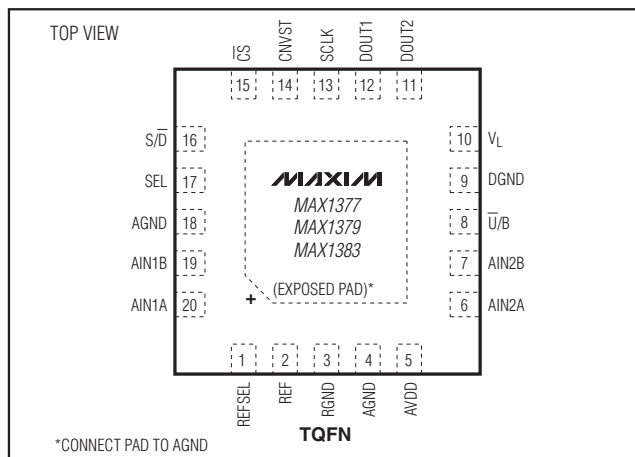 TOP VIEW
C̅S̅
CNVST
SCLK
DOUT1
DOUT2
15
14
13
12
11
S/D̅
16
10
VL
SEL
17
MAXIM
9
DGND
AGND
18
MAX1377
MAX1379
MAX1383
8
U̅/B
AIN1B
19
7
AIN2B
AIN1A
20
+
(EXPOSED PAD)*
6
AIN2A
1
2
3
4
5
REFSEL
REF
RGND
AGND
AVDD
TQFN
*CONNECT PAD TO AGND